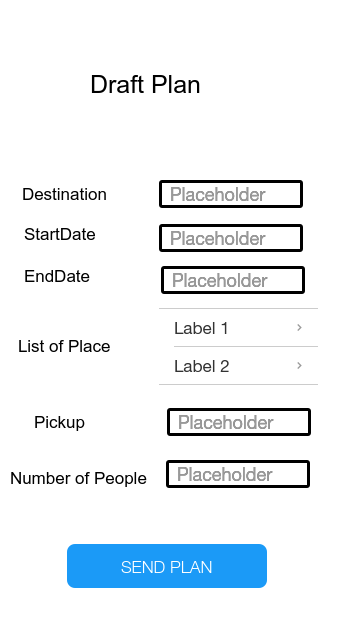 Draft Plan
Destination Placeholder
StartDate Placeholder
EndDate Placeholder
Label 1
List of Place
Label 2
Pickup Placeholder
Number of People Placeholder
SEND PLAN